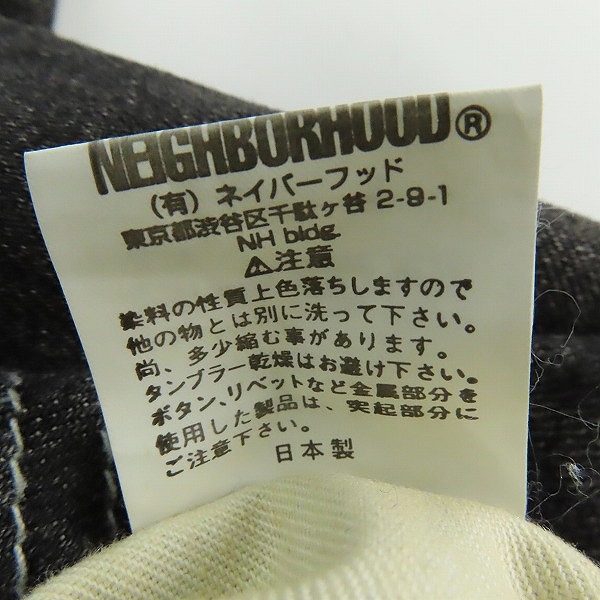 NEIGHBORHOOD®
(有) ネイバーフッド
東京都渋谷区千駄ヶ谷 2-9-1
NH bldg
⚠注意
染料の性質上色落ちしますので
他の物とは別に洗って下さい。
尚、多少縮む事があります。
タンブラー乾燥はお避け下さい。
ボタン、リベットなど金属部分を
使用した製品は、突起部分に
ご注意下さい。
日本製